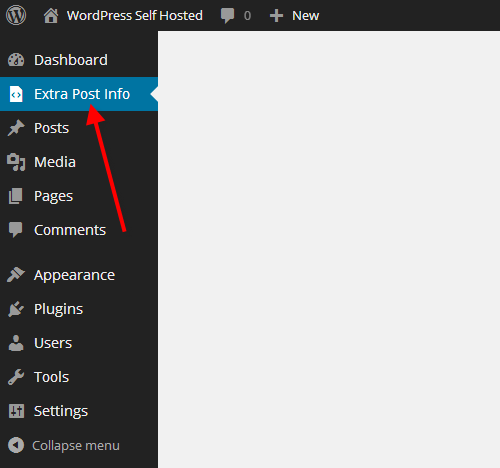 WordPress Self Hosted 0 New
Dashboard
Extra Post Info
Posts
Media
Pages
Comments
Appearance
Plugins
Users
Tools
Settings
Collapse menu